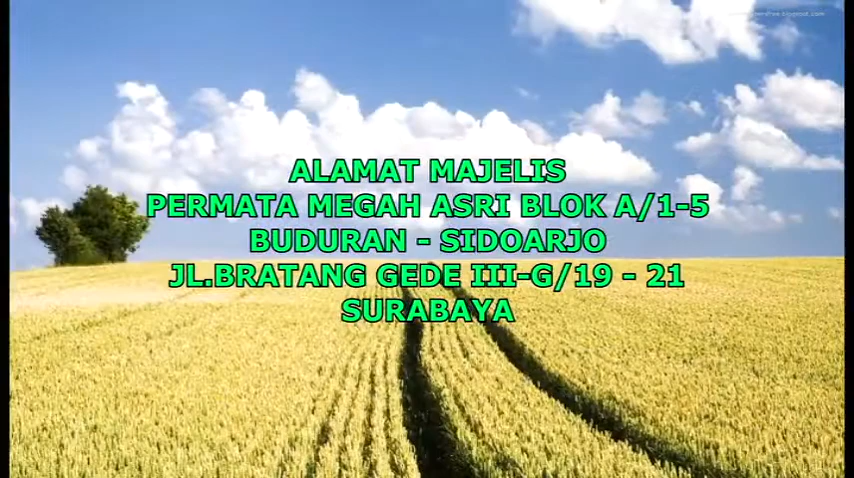 ALAMAT MAJELIS
PERMATA MEGAH ASRI BLOK A/1-5
BUDURAN - SIDOARJO
JL.BRATANG GEDE III-G/19 - 21
SURABAYA